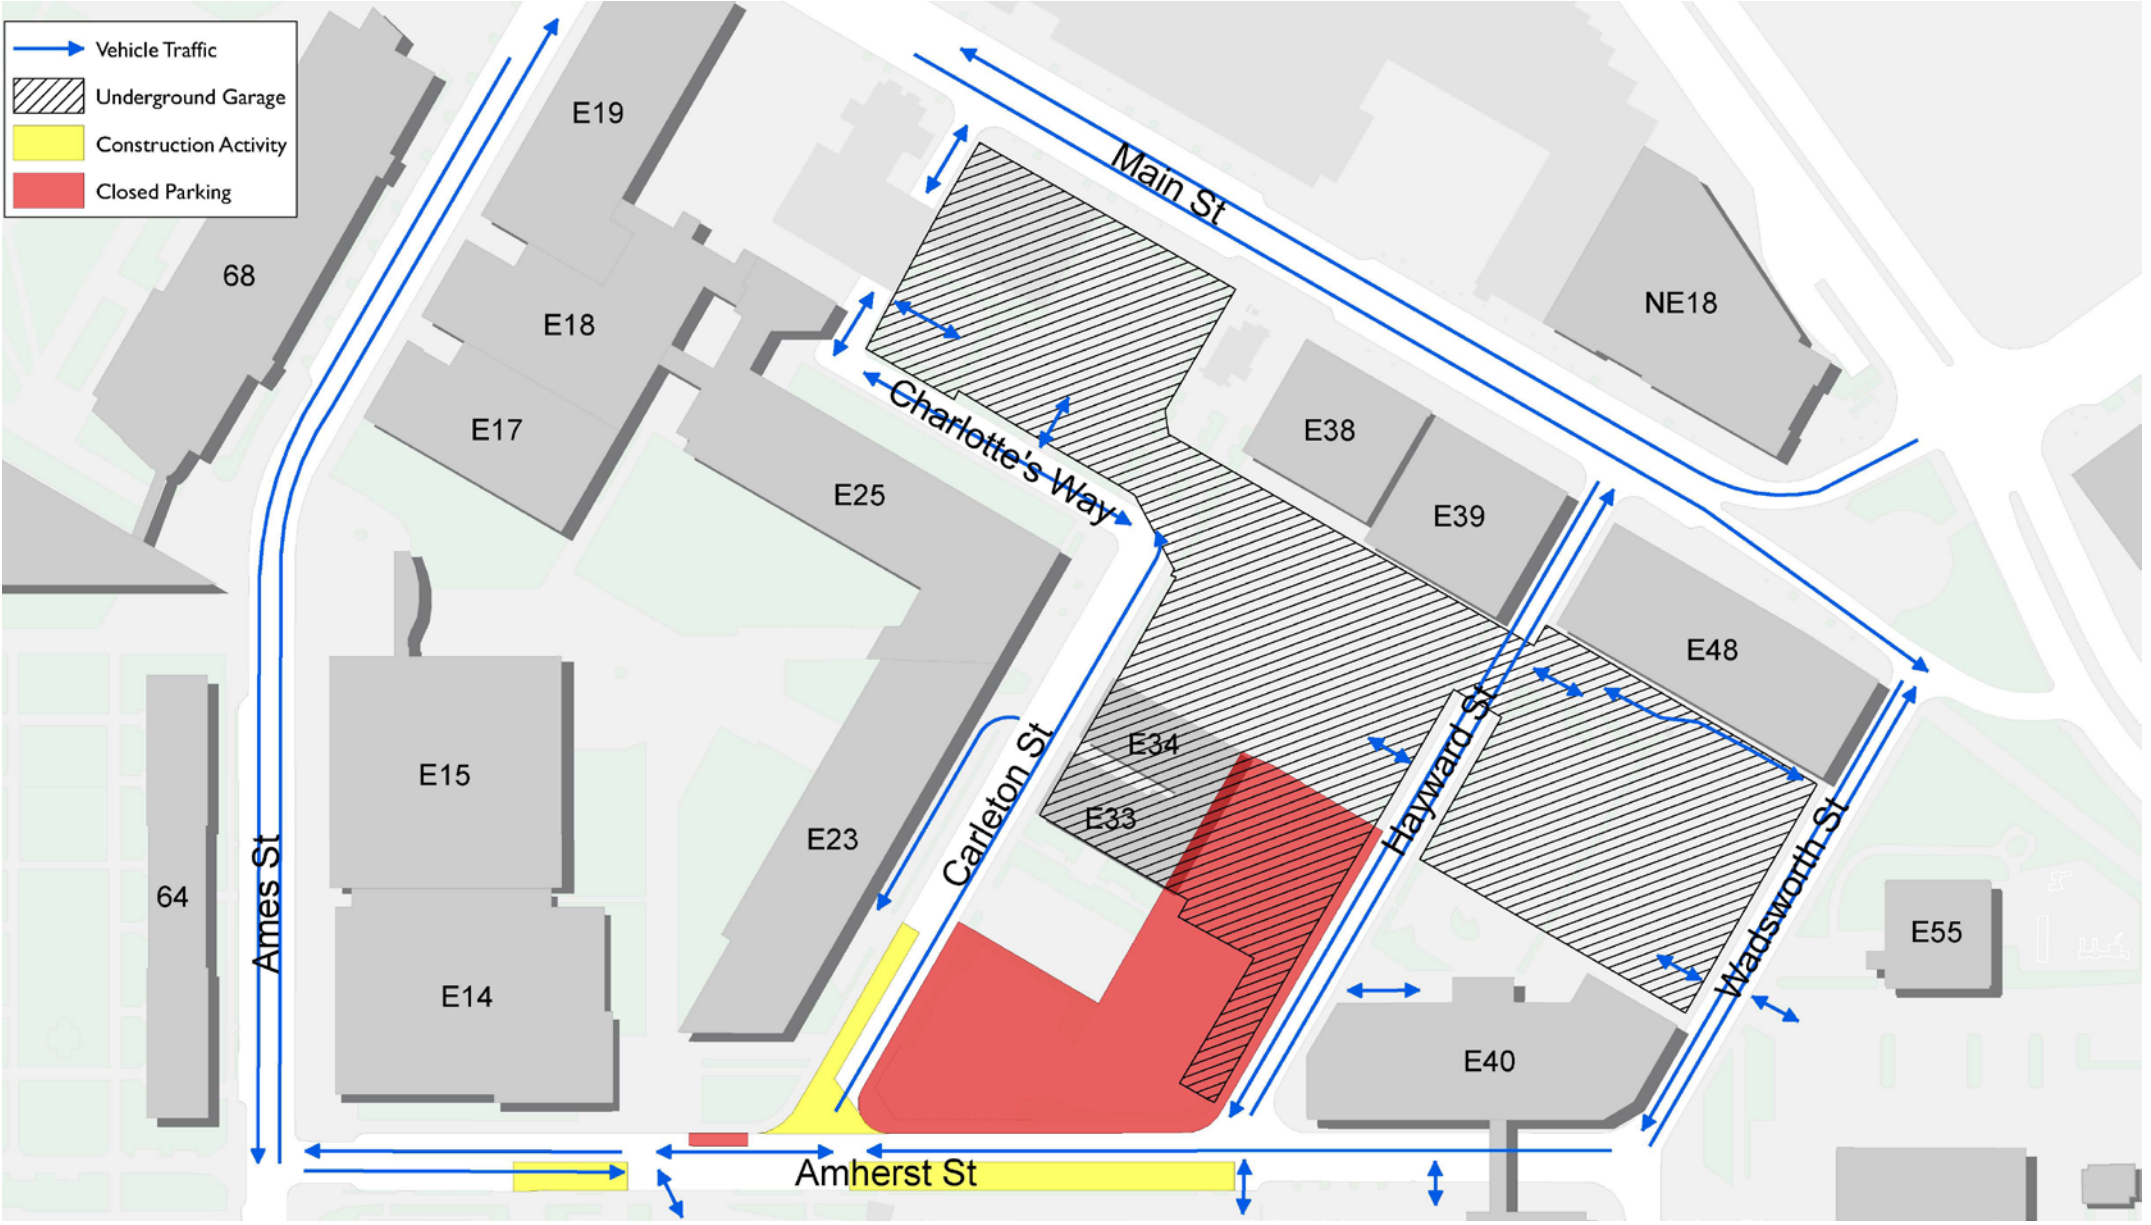 Vehicle Traffic
Underground Garage
Construction Activity
Closed Parking
E19
Main St
68
NE18
E18
Charlotte's Way
E17
E38
E25
E39
E48
E34
E15
Hayward St
E33
Carleton St
E23
Wadsworth St
64
Ames St
E55
E14
E40
Amherst St